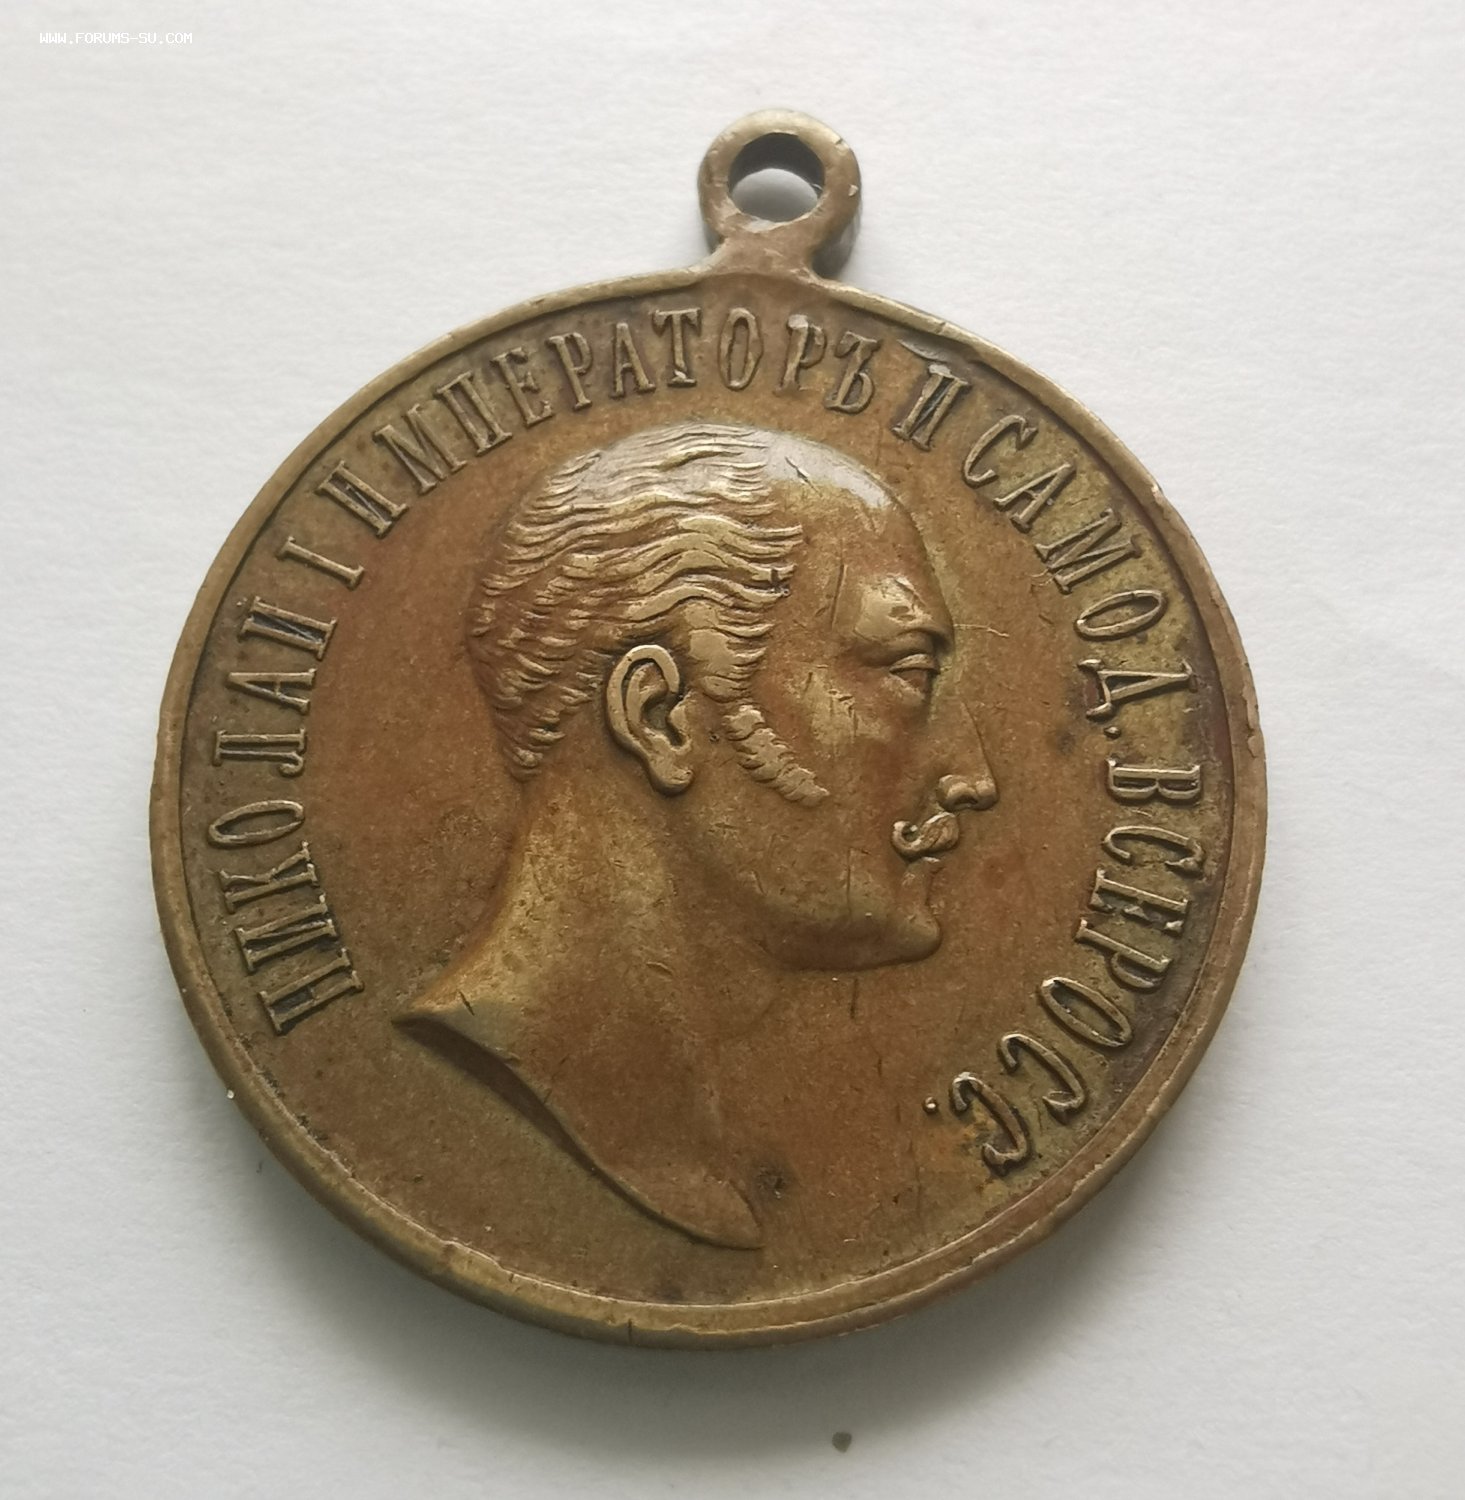 WWW.FORUMS-SU.COM
НИКОЛАЙ I ИМПЕРАТОРЪ И САМОД. ВСЕРОСС.